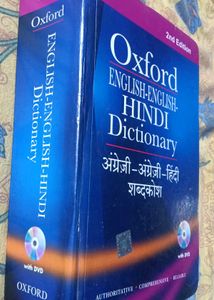 2nd Edition
Oxford
ENGLISH-ENGLISH-
HINDI
Dictionary
अंग्रेज़ी-अंग्रेज़ी-हिंदी
शब्दकोश
with DVD
AUTHORITATIVE · COMPREHENSIVE · RELIABLE
Oxford
ENGLISH-ENGLISH-HINDI
Dictionary
with DVD
OXFORD